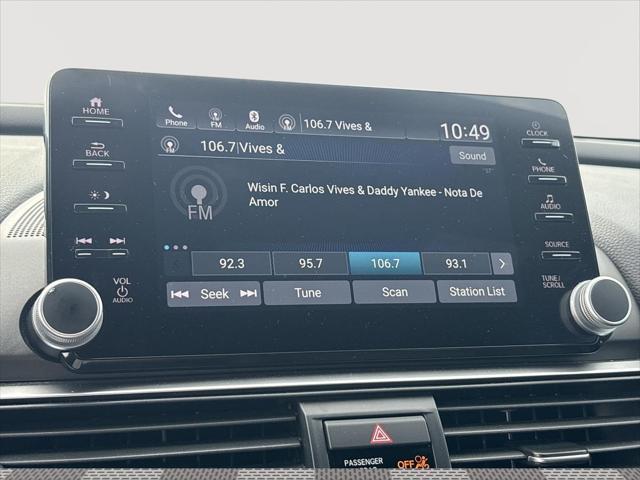 HOME
BACK
VOL
AUDIO
Phone
FM
Audio
106.7 Vives &
10:49
106.7|Vives &
Sound
FM
Wisin F. Carlos Vives & Daddy Yankee - Nota De
Amor
92.3
95.7
106.7
93.1
Seek
Tune
Scan
Station List
CLOCK
PHONE
AUDIO
SOURCE
TUNE/
SCROLL
PASSENGER
OFF